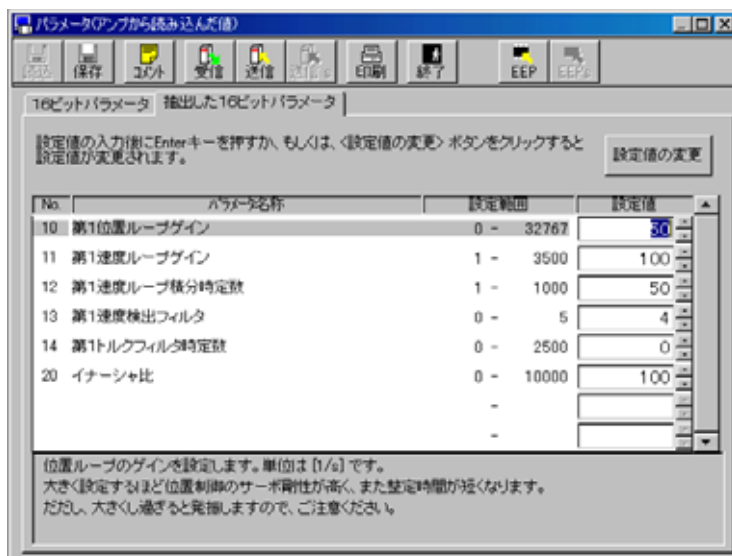 パラメータ(アンプから読み込んだ値)
読込 保存 コメント 受信 送信 送信s 印刷 終了 EEP EEPs
16ビットパラメータ 抽出した16ビットパラメータ
設定値の入力後にEnterキーを押すか、もしくは、<設定値の変更> ボタンをクリックすると
設定値が変更されます。
設定値の変更
No. パラメータ名称 設定範囲 設定値
10 第1位置ループゲイン 0 - 32767 50
11 第1速度ループゲイン 1 - 3500 100
12 第1速度ループ積分時定数 1 - 1000 50
13 第1速度検出フィルタ 0 - 5 4
14 第1トルクフィルタ時定数 0 - 2500 0
20 イナーシャ比 0 - 10000 100
-
-
位置ループのゲインを設定します。単位は [1/s] です。
大きく設定するほど位置制御のサーボ剛性が高く、また整定時間が短くなります。
ただし、大きくし過ぎると発振しますので、ご注意ください。